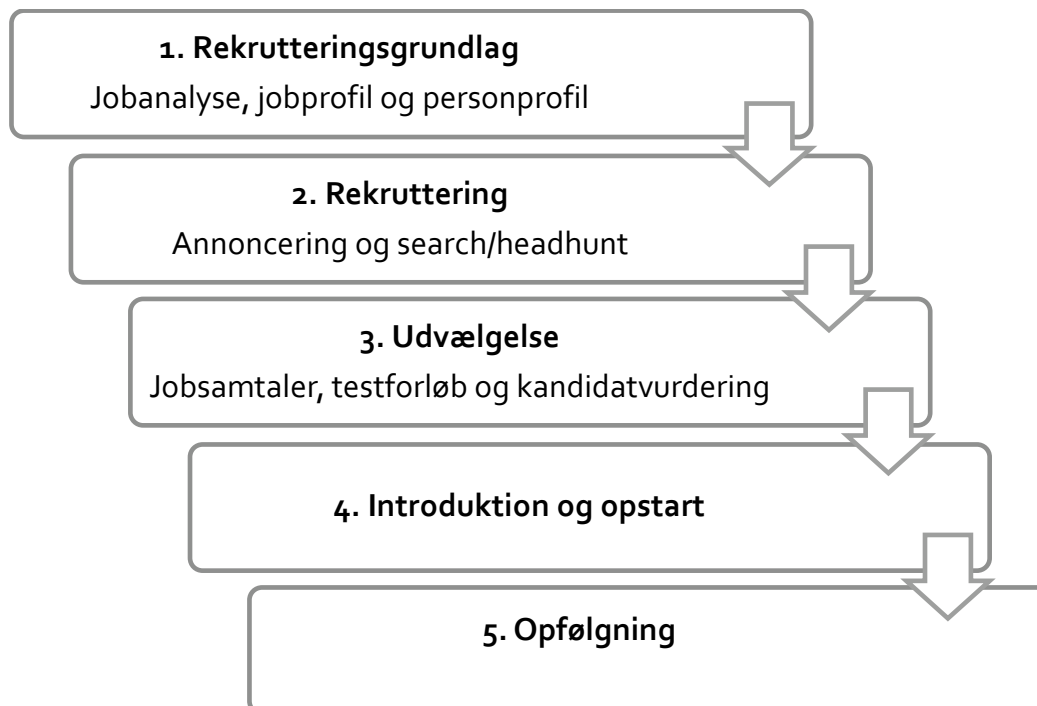 1. Rekrutteringsgrundlag
Jobanalyse, jobprofil og personprofil
2. Rekruttering
Annoncering og search/headhunt
3. Udvælgelse
Jobsamtaler, testforløb og kandidatvurdering
4. Introduktion og opstart
5. Opfølgning